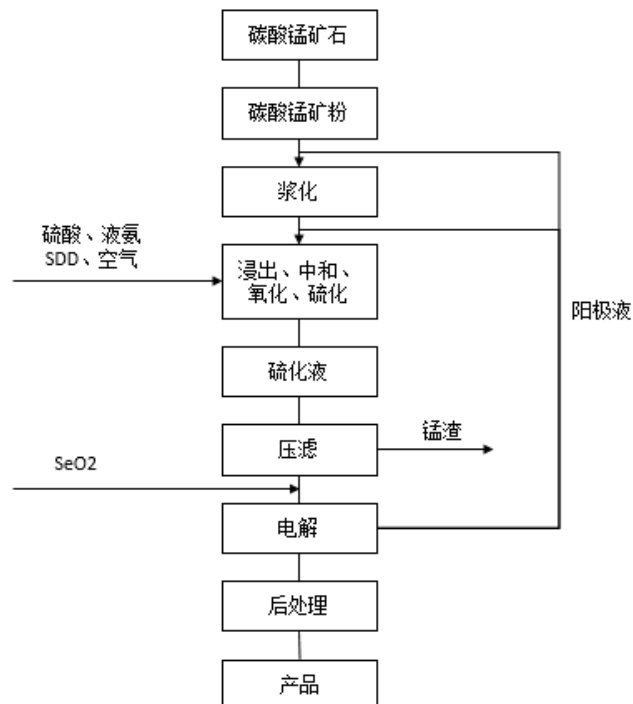 碳酸锰矿石
碳酸锰矿粉
浆化
硫酸、液氨
SDD、空气
浸出、中和、
氧化、硫化
阳极液
硫化液
锰渣
压滤
SeO2
电解
后处理
产品